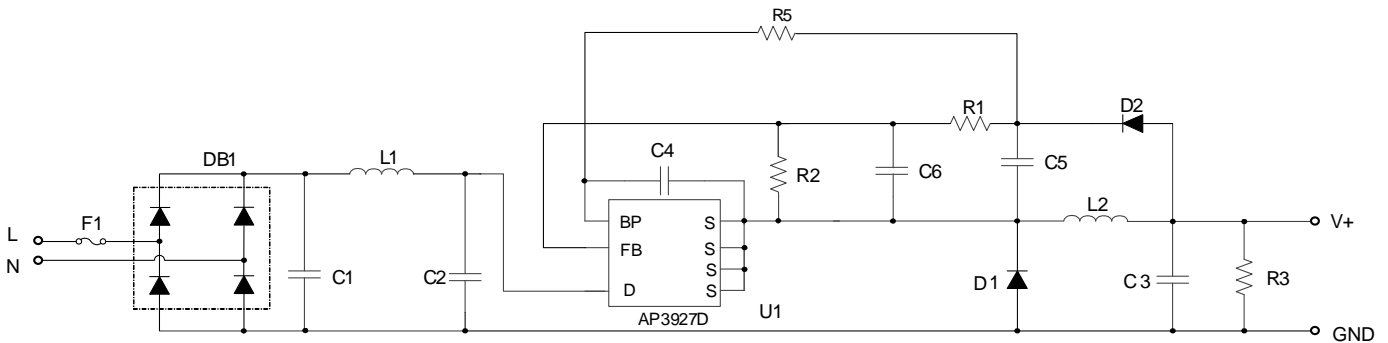 R5
R1
D2
DB1
L1
C4
R2
C6
C5
L2
F1
BP
S
V+
L
FB
S
N
C1
C2
S
D1
C3
R3
D
S
U1
AP3927D
GND